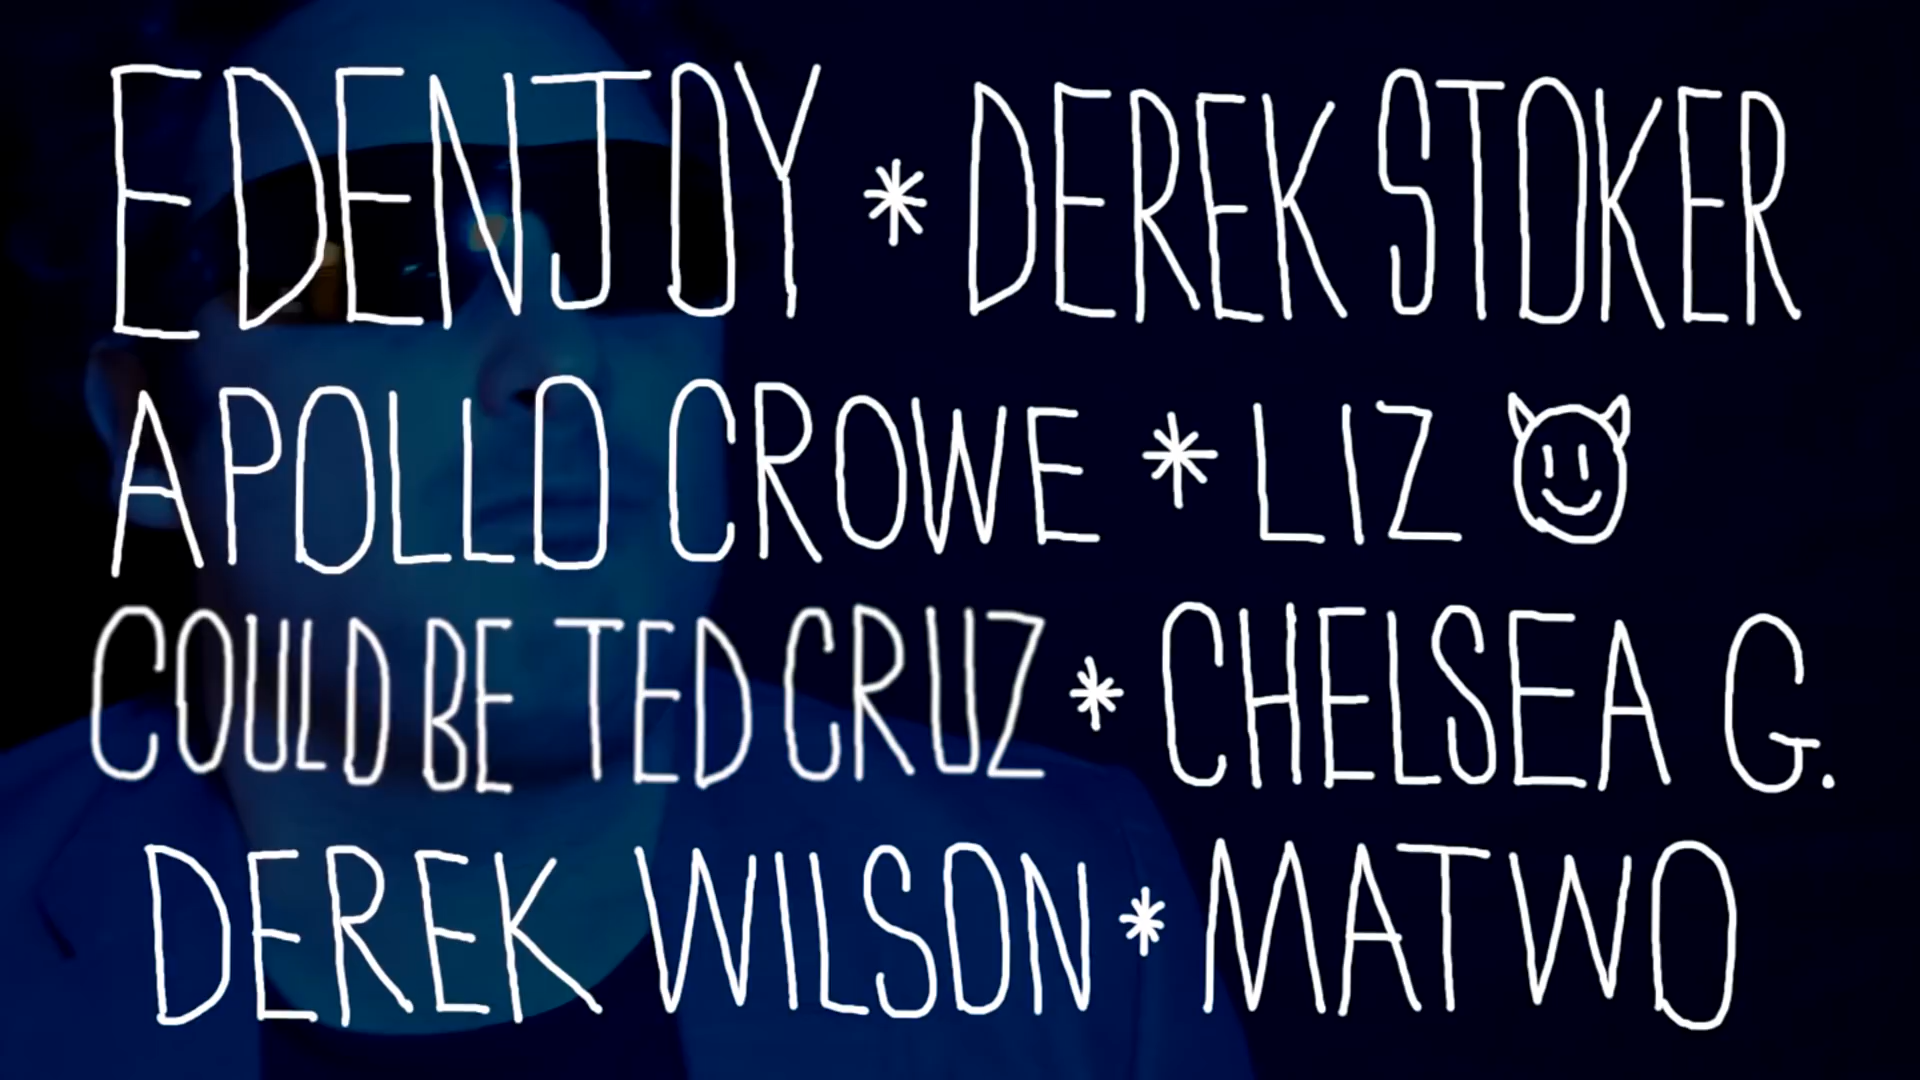 EDENJOY * DEREK STOKER
APOLLO CROWE * LIZ 😈
COULD BE TED CRUZ * CHELSEA G.
DEREK WILSON * MATWO